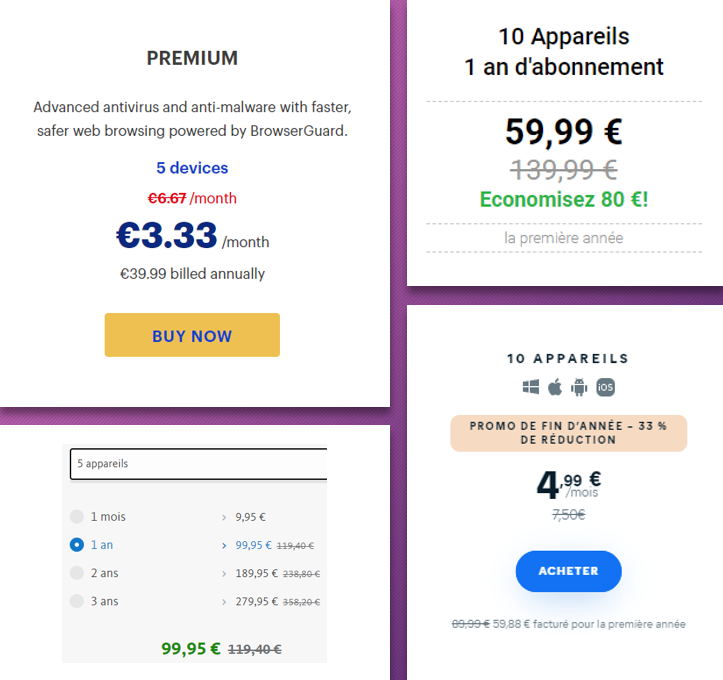 PREMIUM
Advanced antivirus and anti-malware with faster,
safer web browsing powered by BrowserGuard.
5 devices
€6.67 /month
€3.33 /month
€39.99 billed annually
BUY NOW
10 Appareils
1 an d'abonnement
59,99 €
139,99 €
Economisez 80 €!
la première année
5 appareils
1 mois > 9,95 €
1 an > 99,95 € 119,40 €
2 ans > 189,95 € 238,80 €
3 ans > 279,95 € 358,20 €
99,95 € 119,40 €
10 APPAREILS
iOS
PROMO DE FIN D'ANNÉE – 33 %
DE RÉDUCTION
4,99 €
/mois
7,50€
ACHETER
89,99 € 59,88 € facturé pour la première année